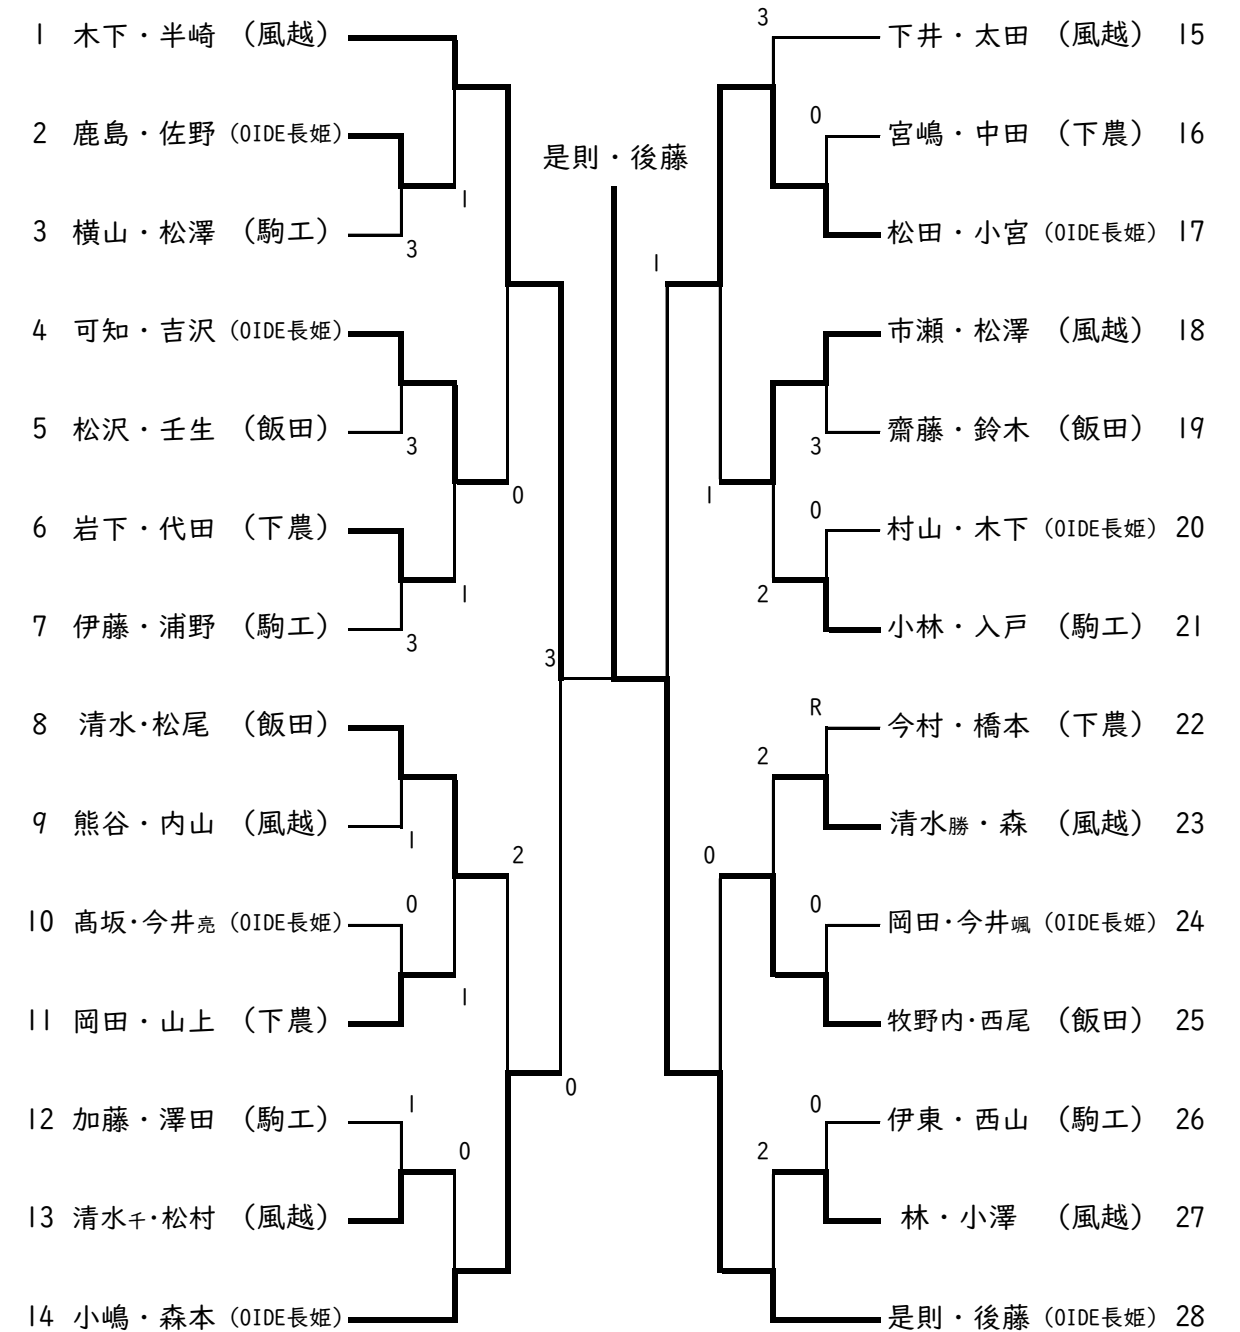 是則・後藤
1 木下・半崎 (風越)
2 鹿島・佐野 (OIDE長姫)
1
3 横山・松澤 (駒工)
3
4 可知・吉沢 (OIDE長姫)
5 松沢・壬生 (飯田)
3
0
6 岩下・代田 (下農)
1
7 伊藤・浦野 (駒工)
3
3
8 清水・松尾 (飯田)
9 熊谷・内山 (風越)
1
2
10 髙坂・今井亮 (OIDE長姫)
0
11 岡田・山上 (下農)
1
0
12 加藤・澤田 (駒工)
1
0
13 清水千・松村 (風越)
14 小嶋・森本 (OIDE長姫)
3
下井・太田 (風越) 15
0
宮嶋・中田 (下農) 16
松田・小宮 (OIDE長姫) 17
1
市瀬・松澤 (風越) 18
齋藤・鈴木 (飯田) 19
3
1
0
村山・木下 (OIDE長姫) 20
2
小林・入戸 (駒工) 21
R
今村・橋本 (下農) 22
2
清水勝・森 (風越) 23
0
0
岡田・今井颯 (OIDE長姫) 24
牧野内・西尾 (飯田) 25
0
伊東・西山 (駒工) 26
2
林・小澤 (風越) 27
是則・後藤 (OIDE長姫) 28